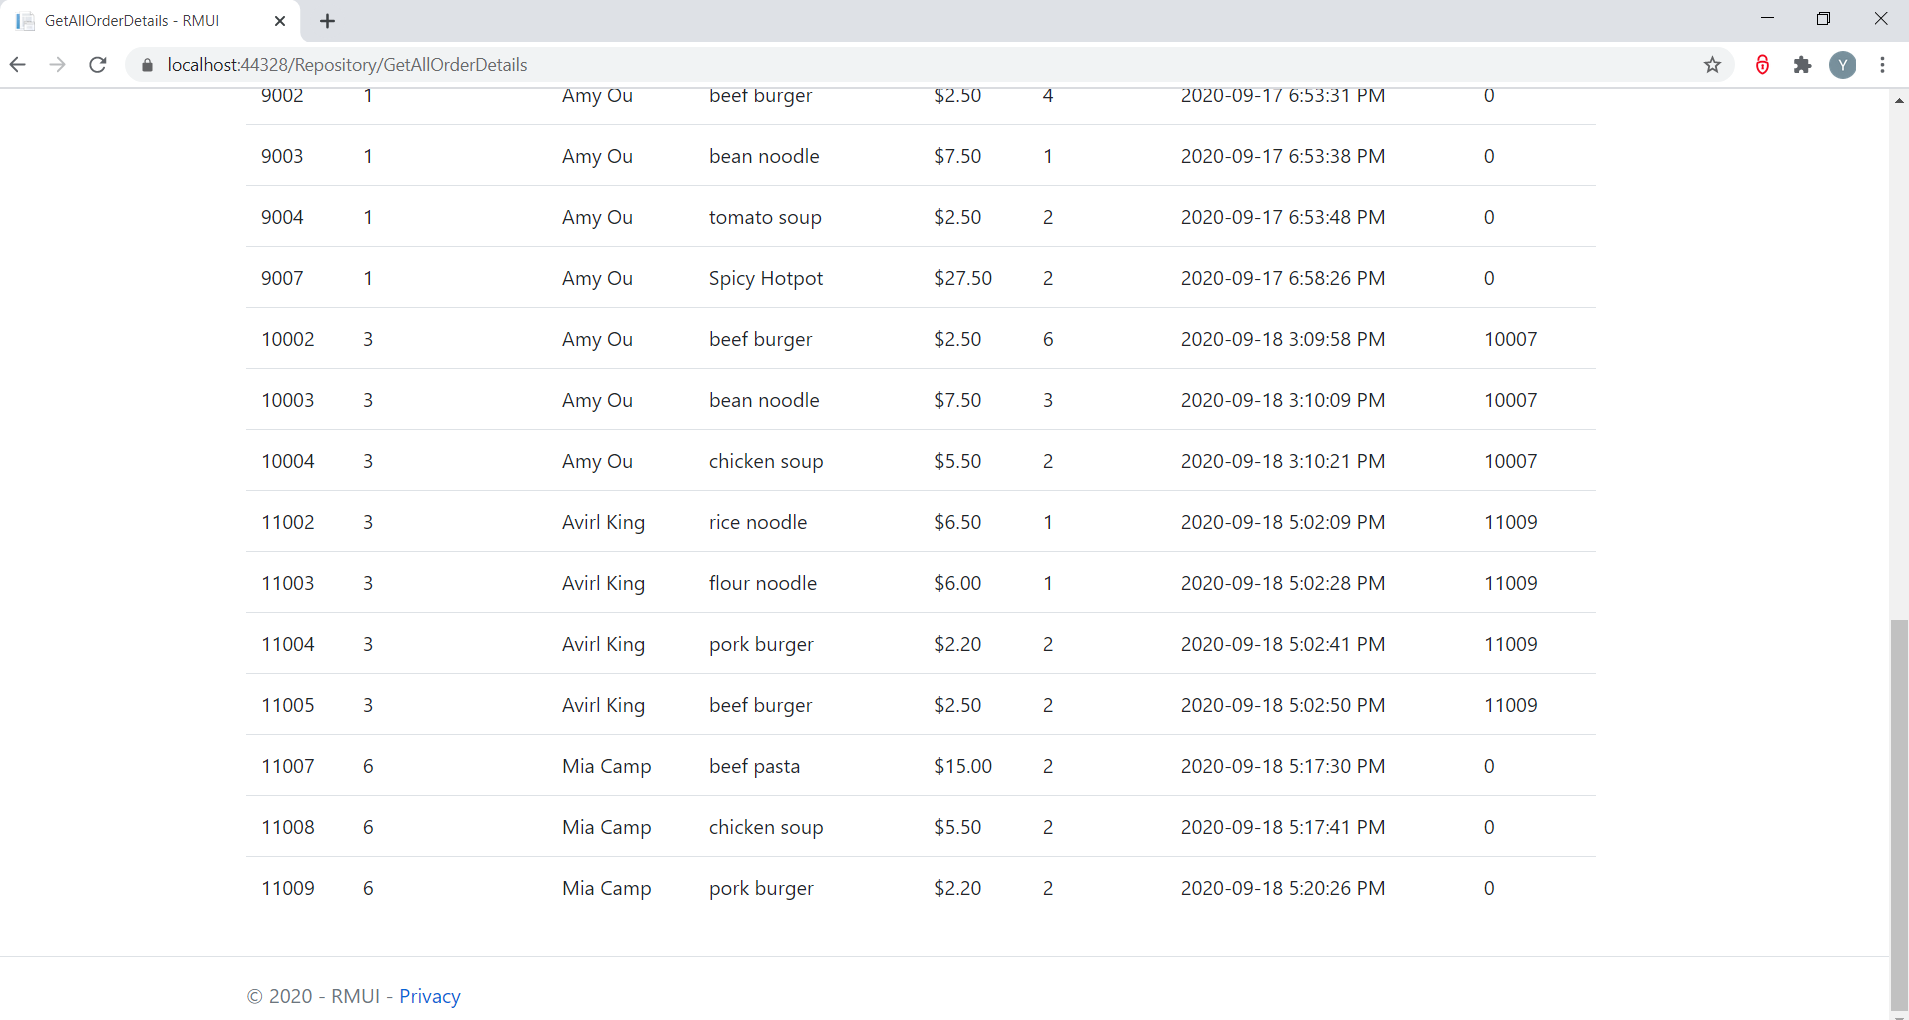 GetAllOrderDetails - RMUI
localhost:44328/Repository/GetAllOrderDetails
Y
9002 1 Amy Ou beef burger $2.50 4 2020-09-17 6:53:31 PM 0
9003 1 Amy Ou bean noodle $7.50 1 2020-09-17 6:53:38 PM 0
9004 1 Amy Ou tomato soup $2.50 2 2020-09-17 6:53:48 PM 0
9007 1 Amy Ou Spicy Hotpot $27.50 2 2020-09-17 6:58:26 PM 0
10002 3 Amy Ou beef burger $2.50 6 2020-09-18 3:09:58 PM 10007
10003 3 Amy Ou bean noodle $7.50 3 2020-09-18 3:10:09 PM 10007
10004 3 Amy Ou chicken soup $5.50 2 2020-09-18 3:10:21 PM 10007
11002 3 Avirl King rice noodle $6.50 1 2020-09-18 5:02:09 PM 11009
11003 3 Avirl King flour noodle $6.00 1 2020-09-18 5:02:28 PM 11009
11004 3 Avirl King pork burger $2.20 2 2020-09-18 5:02:41 PM 11009
11005 3 Avirl King beef burger $2.50 2 2020-09-18 5:02:50 PM 11009
11007 6 Mia Camp beef pasta $15.00 2 2020-09-18 5:17:30 PM 0
11008 6 Mia Camp chicken soup $5.50 2 2020-09-18 5:17:41 PM 0
11009 6 Mia Camp pork burger $2.20 2 2020-09-18 5:20:26 PM 0
© 2020 - RMUI - Privacy